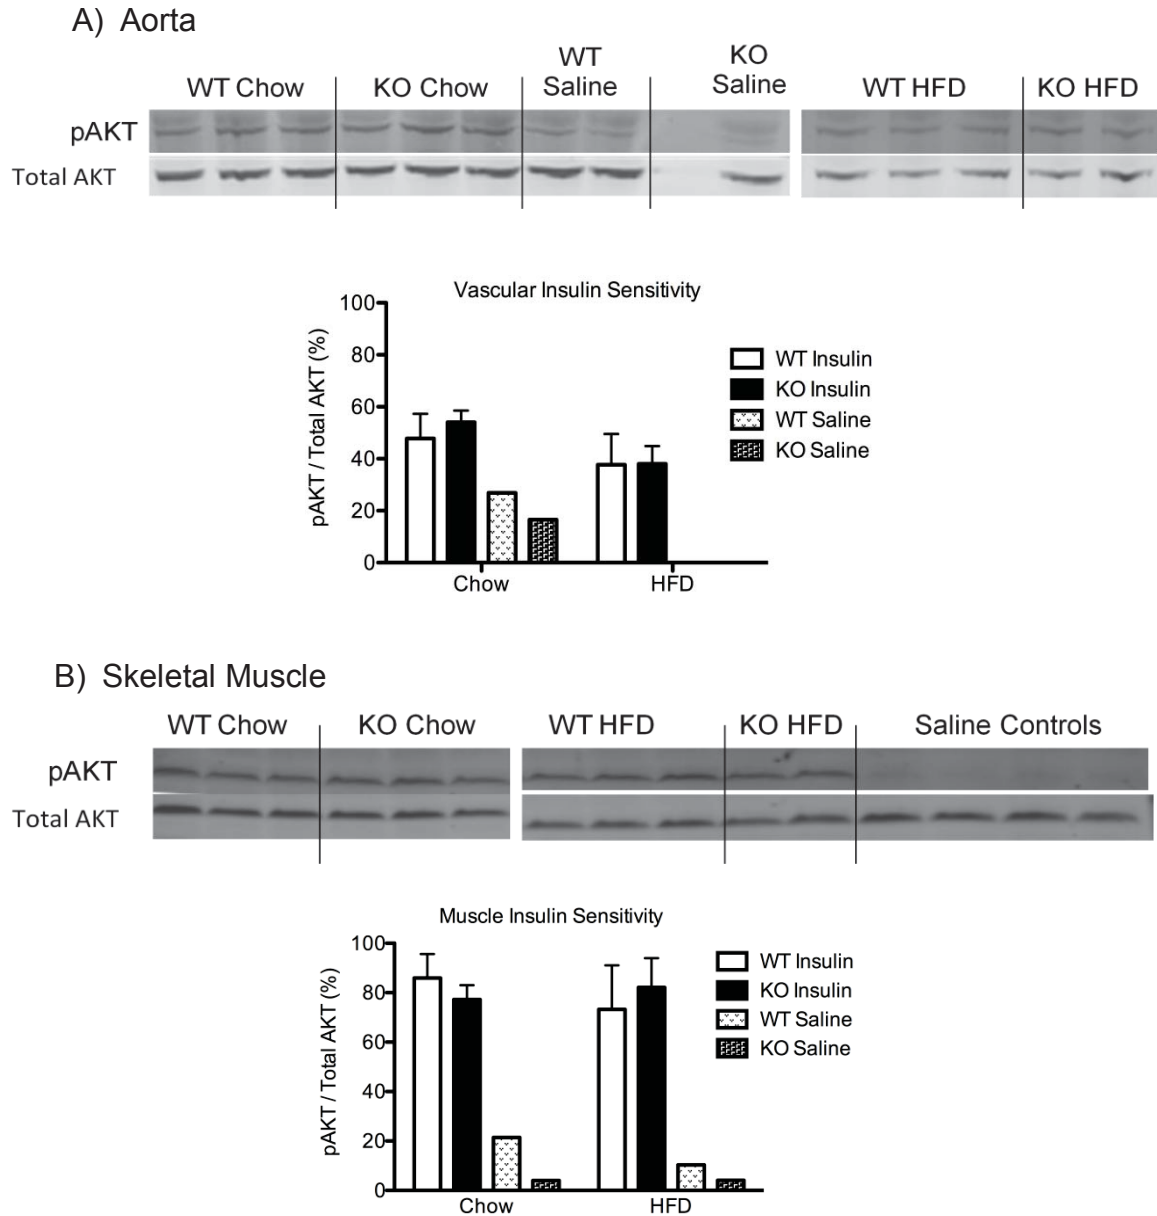 A) Aorta
WT Chow
KO Chow
WT
Saline
KO
Saline
WT HFD
KO HFD
pAKT
Total AKT
Vascular Insulin Sensitivity
pAKT / Total AKT (%)
100
80
60
40
20
0
Chow
HFD
WT Insulin
KO Insulin
WT Saline
KO Saline
B) Skeletal Muscle
WT Chow
KO Chow
WT HFD
KO HFD
Saline Controls
pAKT
Total AKT
Muscle Insulin Sensitivity
pAKT / Total AKT (%)
100
80
60
40
20
0
Chow
HFD
WT Insulin
KO Insulin
WT Saline
KO Saline